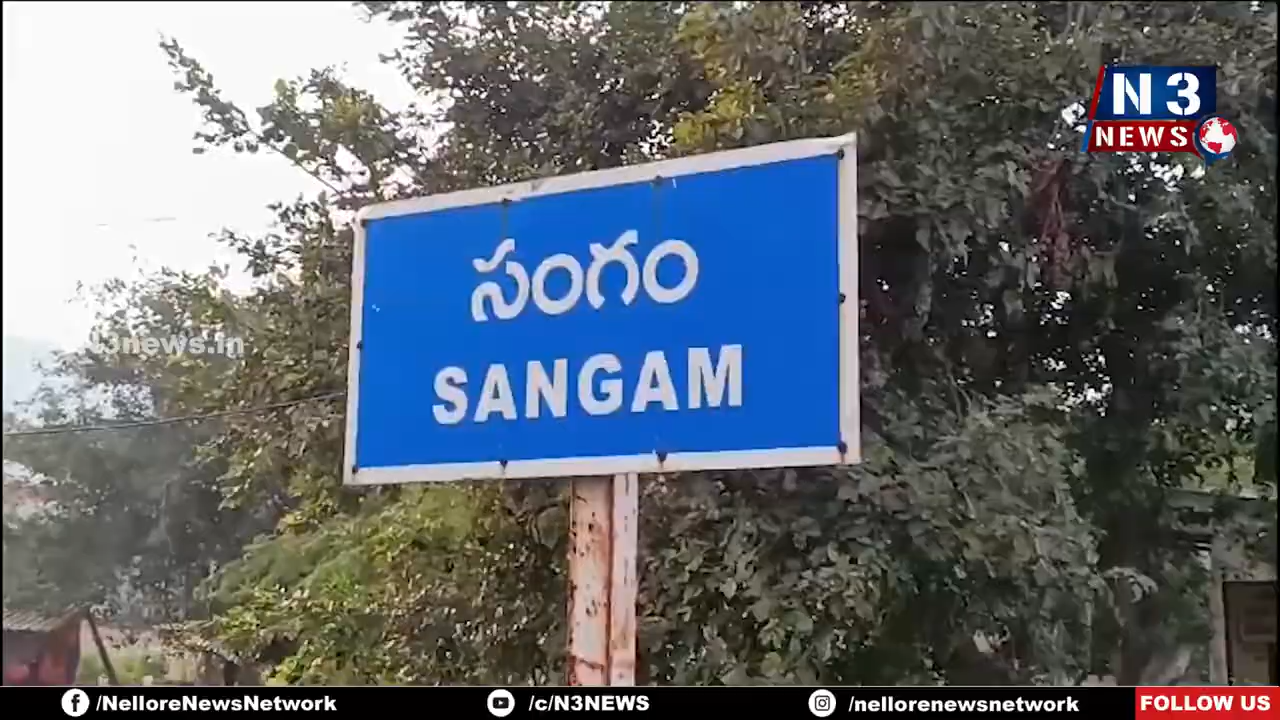 N3
NEWS
సంగం
N3news.in
SANGAM
/NelloreNewsNetwork
/c/N3NEWS
/nellorenewsnetwork
FOLLOW US